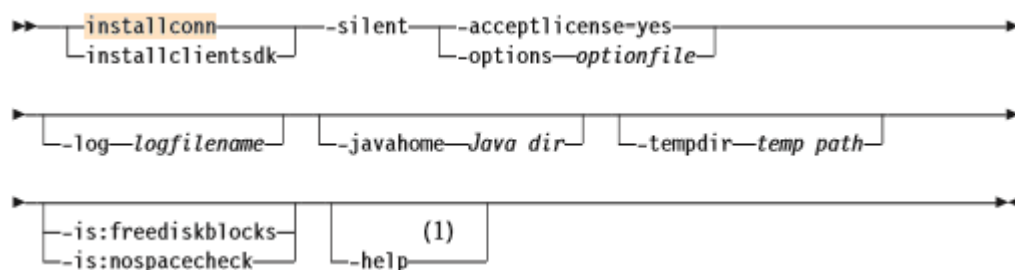 installconn -silent -acceptlicense=yes
installclientsdk -options optionfile
-log logfilename -javahome Java dir -tempdir temp path
-is:freediskblocks (1)
-is:nospacecheck -help